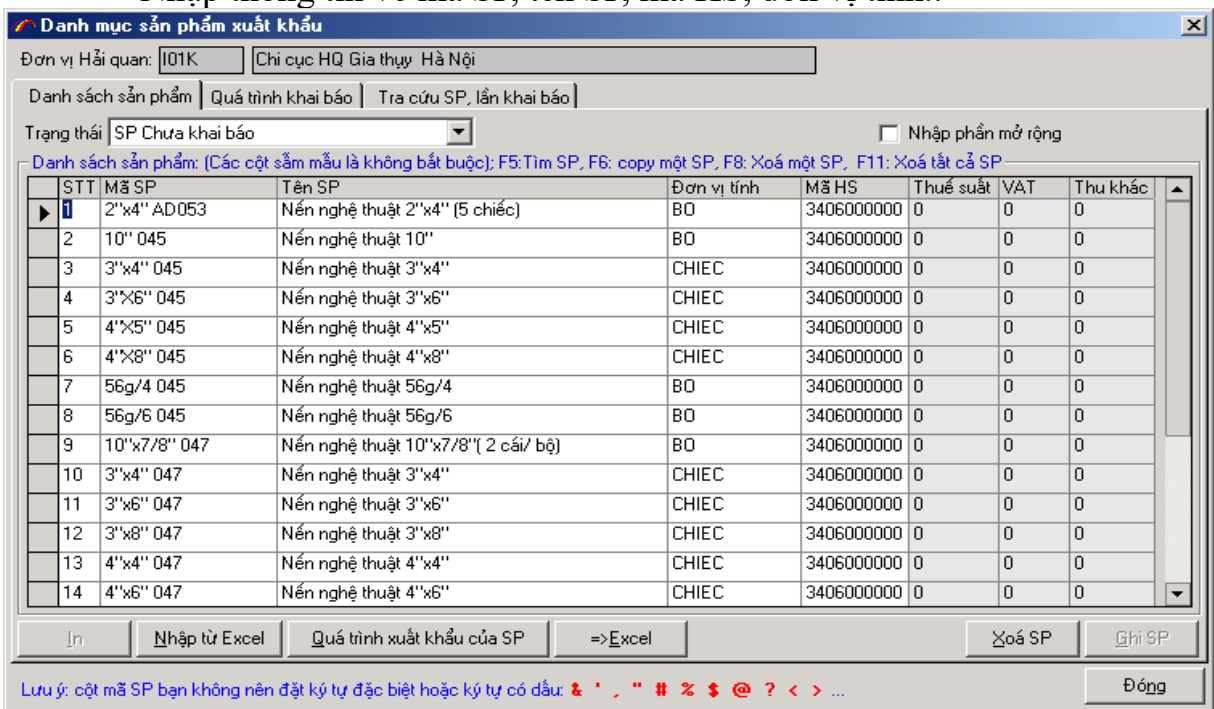 Nhập thông tin về mã SP, tên SP, mã HS, đơn vị tính..
Danh mục sản phẩm xuất khẩu
Đơn vị Hải quan: I01K Chi cục HQ Gia thụy Hà Nội
Danh sách sản phẩm Quá trình khai báo Tra cứu SP, lần khai báo
Trạng thái SP Chưa khai báo Nhập phần mở rộng
Danh sách sản phẩm: (Các cột sẫm mẫu là không bắt buộc); F5:Tìm SP, F6: copy một SP, F8: Xoá một SP, F11: Xoá tất cả SP
STT Mã SP Tên SP Đơn vị tính Mã HS Thuế suất VAT Thu khác
1 2''x4'' AD053 Nến nghệ thuật 2''x4'' (5 chiếc) BO 3406000000 0 0 0
2 10'' 045 Nến nghệ thuật 10'' BO 3406000000 0 0 0
3 3''x4'' 045 Nến nghệ thuật 3''x4'' CHIEC 3406000000 0 0 0
4 3''X6'' 045 Nến nghệ thuật 3''x6'' CHIEC 3406000000 0 0 0
5 4''X5'' 045 Nến nghệ thuật 4''x5'' CHIEC 3406000000 0 0 0
6 4''X8'' 045 Nến nghệ thuật 4''x8'' CHIEC 3406000000 0 0 0
7 56g/4 045 Nến nghệ thuật 56g/4 BO 3406000000 0 0 0
8 56g/6 045 Nến nghệ thuật 56g/6 BO 3406000000 0 0 0
9 10''x7/8'' 047 Nến nghệ thuật 10''x7/8''( 2 cái/ bộ) BO 3406000000 0 0 0
10 3''x4'' 047 Nến nghệ thuật 3''x4'' CHIEC 3406000000 0 0 0
11 3''x6'' 047 Nến nghệ thuật 3''x6'' CHIEC 3406000000 0 0 0
12 3''x8'' 047 Nến nghệ thuật 3''x8'' CHIEC 3406000000 0 0 0
13 4''x4'' 047 Nến nghệ thuật 4''x4'' CHIEC 3406000000 0 0 0
14 4''x6'' 047 Nến nghệ thuật 4''x6'' CHIEC 3406000000 0 0 0
In Nhập từ Excel Quá trình xuất khẩu của SP =>Excel Xoá SP Ghi SP
Lưu ý: cột mã SP bạn không nên đặt ký tự đặc biệt hoặc ký tự có dấu: & ' , " # % $ @ ? < > ... Đóng